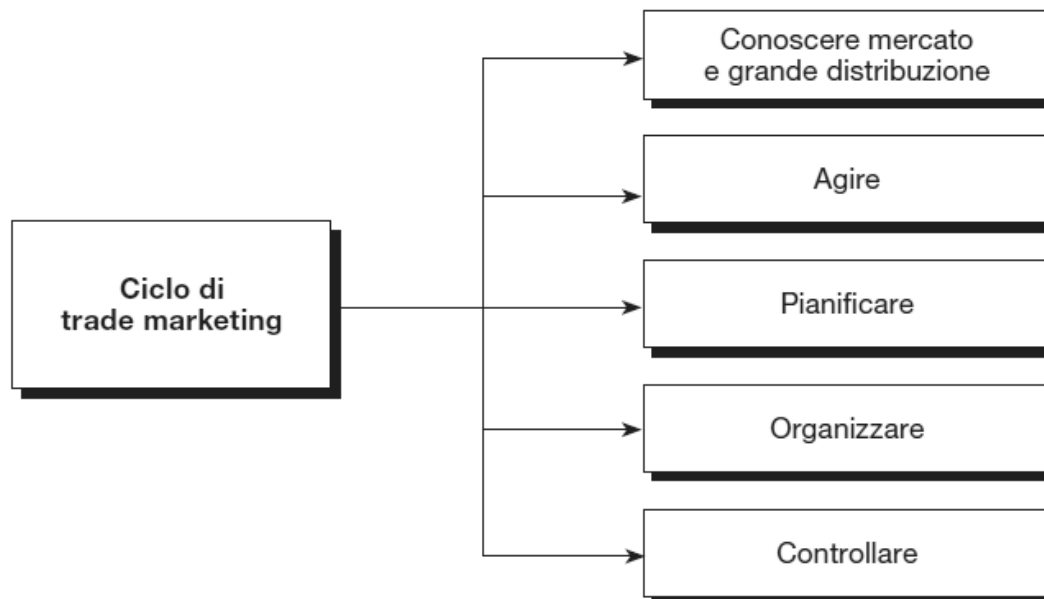 Conoscere mercato
e grande distribuzione
Agire
Ciclo di
trade marketing
Pianificare
Organizzare
Controllare